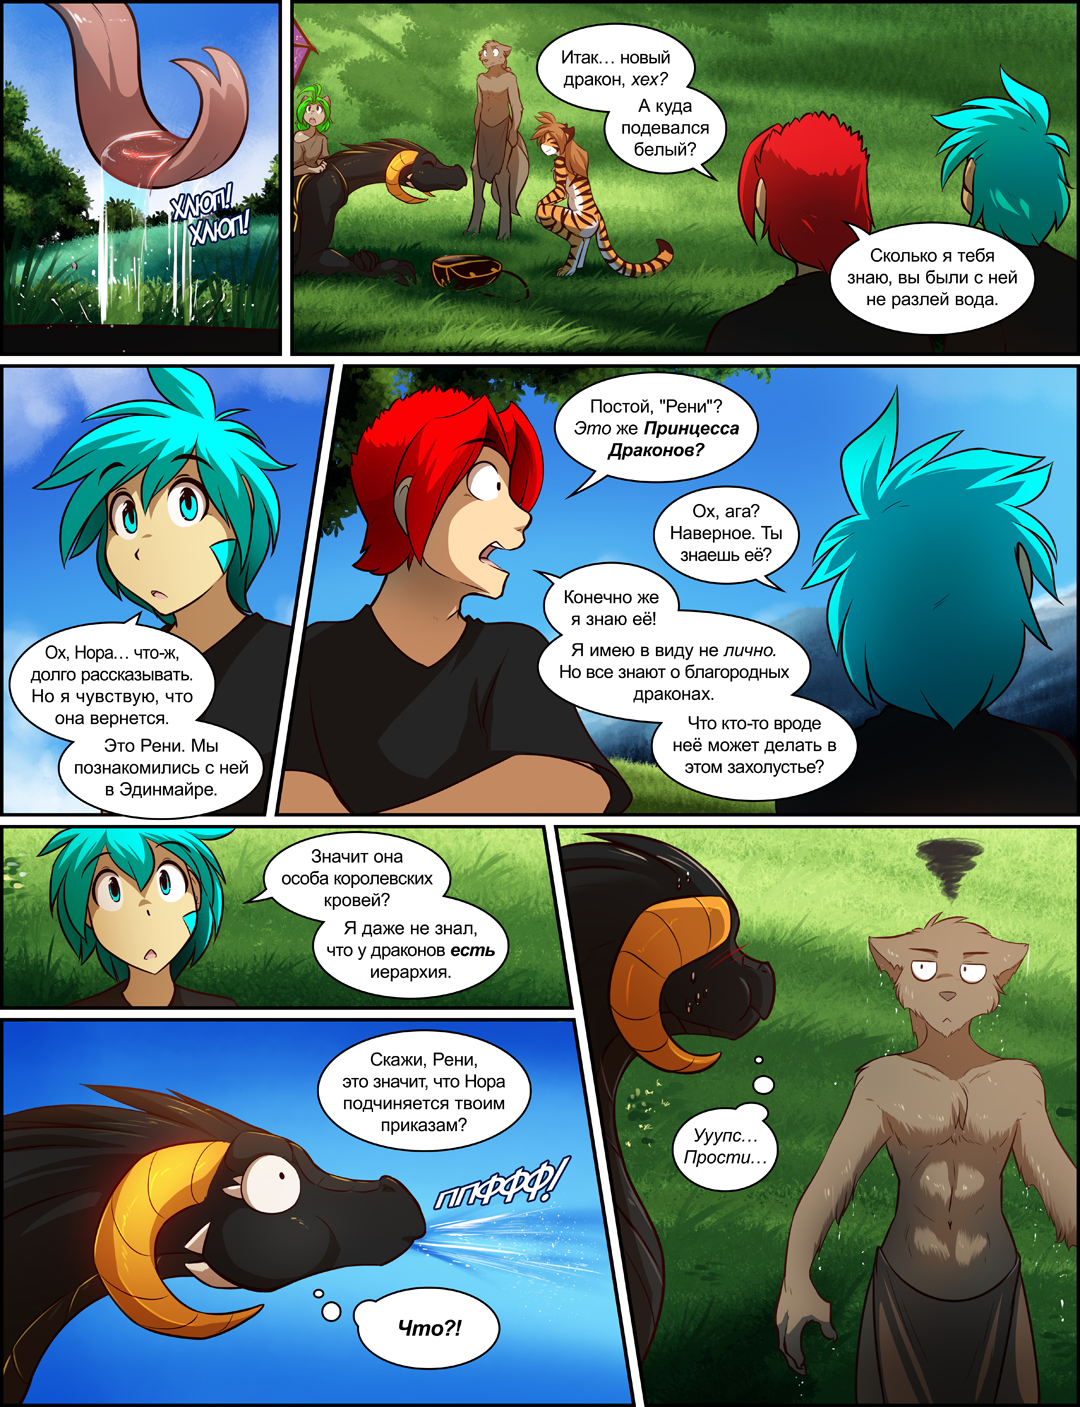 ХЛЮП!
ХЛЮП!
Итак... новый
дракон, хех?
А куда
подевался
белый?
Сколько я тебя
знаю, вы были с ней
не разлей вода.
Ох, Нора... что-ж,
долго рассказывать.
Но я чувствую, что
она вернется.
Это Рени. Мы
познакомились с ней
в Эдинмайре.
Постой, "Рени"?
Это же Принцесса
Драконов?
Ох, ага?
Наверное. Ты
знаешь её?
Конечно же
я знаю её!
Я имею в виду не лично.
Но все знают о благородных
драконах.
Что кто-то вроде
неё может делать в
этом захолустье?
Значит она
особа королевских
кровей?
Я даже не знал,
что у драконов есть
иерархия.
Скажи, Рени,
это значит, что Нора
подчиняется твоим
приказам?
ППФФФ!
Что?!
Ууупс...
Прости...